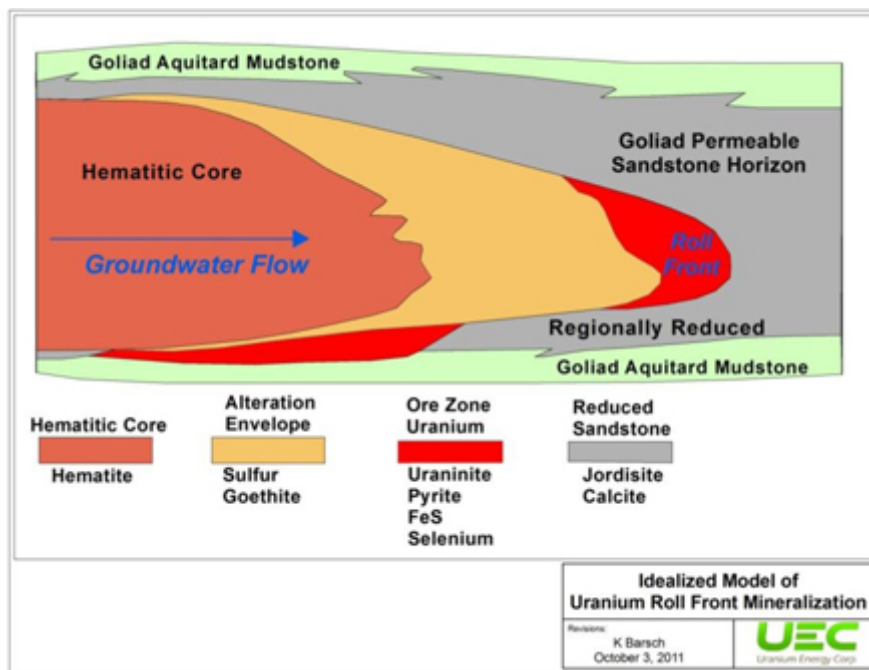 Goliad Aquitard Mudstone
Goliad Permeable
Sandstone Horizon
Hematitic Core
Groundwater Flow
Roll
Front
Regionally Reduced
Goliad Aquitard Mudstone
Hematitic Core
Hematite
Alteration
Envelope
Sulfur
Goethite
Ore Zone
Uranium
Uraninite
Pyrite
FeS
Selenium
Reduced
Sandstone
Jordisite
Calcite
Idealized Model of
Uranium Roll Front Mineralization
Revisions:
K Barsch
October 3, 2011
UEC
Uranium Energy Corp